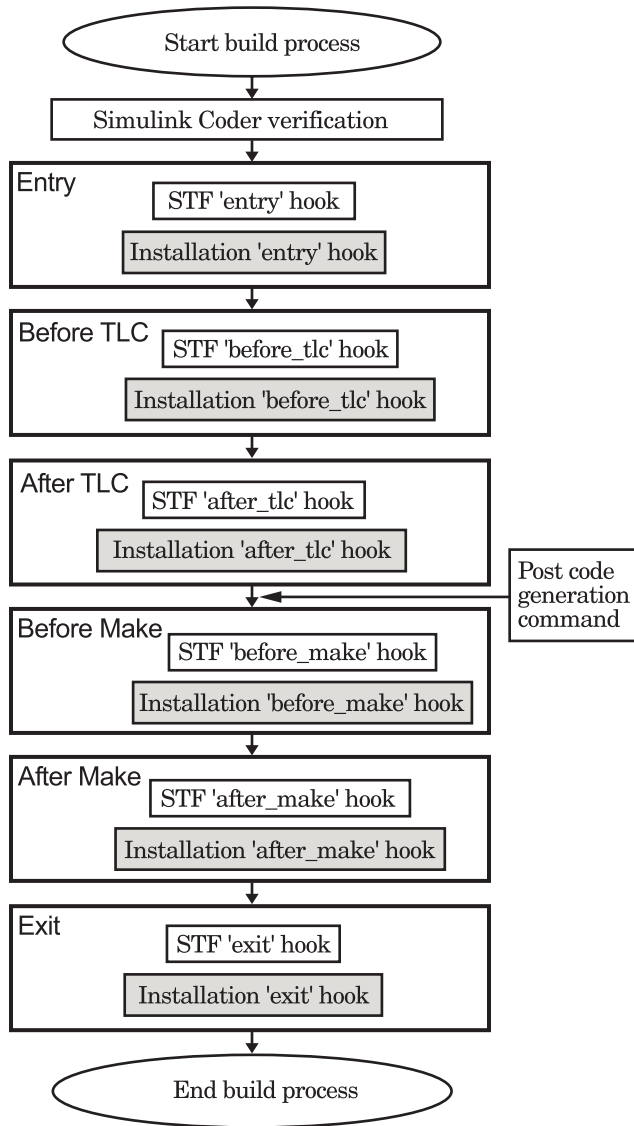 Start build process
Simulink Coder verification
Entry
STF 'entry' hook
Installation 'entry' hook
Before TLC
STF 'before_tlc' hook
Installation 'before_tlc' hook
After TLC
STF 'after_tlc' hook
Installation 'after_tlc' hook
Post code
generation
command
Before Make
STF 'before_make' hook
Installation 'before_make' hook
After Make
STF 'after_make' hook
Installation 'after_make' hook
Exit
STF 'exit' hook
Installation 'exit' hook
End build process